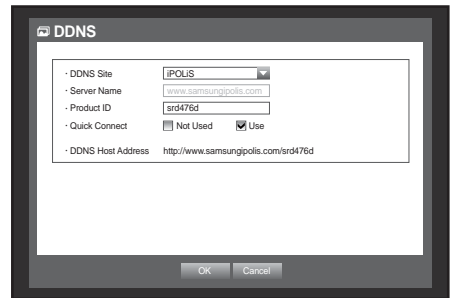 DDNS
· DDNS Site iPOLiS
· Server Name www.samsungipolis.com
· Product ID srd476d
· Quick Connect Not Used Use
· DDNS Host Address http://www.samsungipolis.com/srd476d
OK Cancel